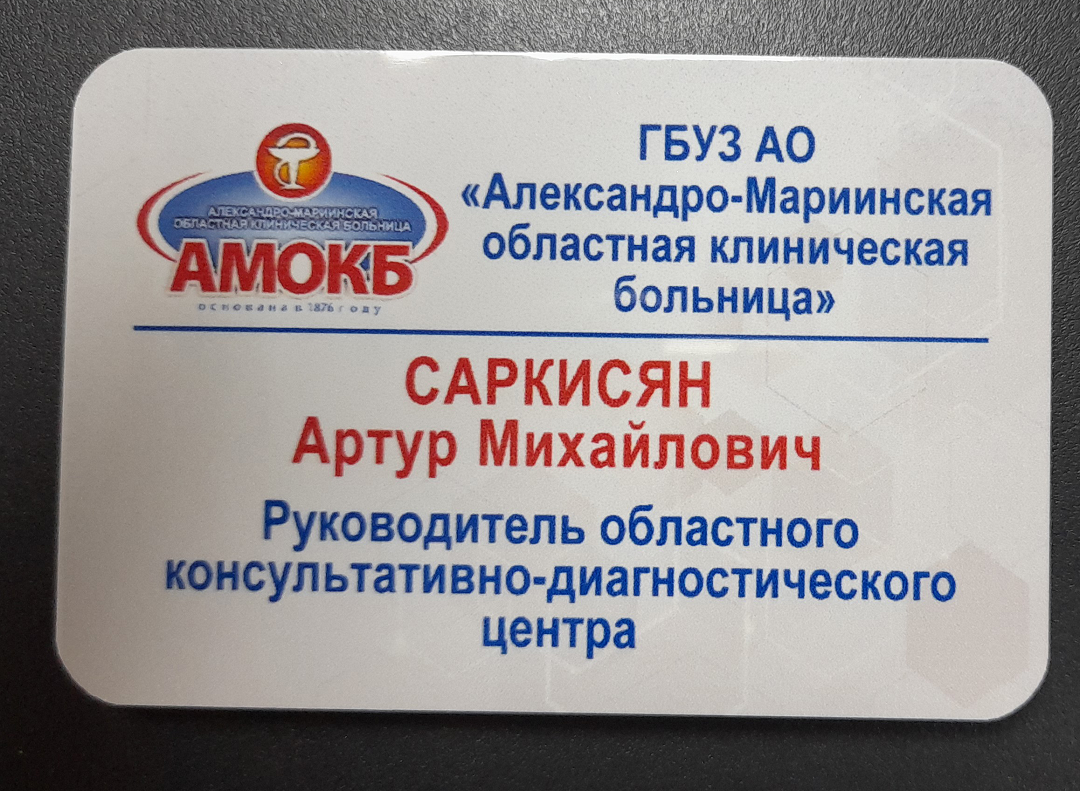 АЛЕКСАНДРО-МАРИИНСКАЯ
ОБЛАСТНАЯ КЛИНИЧЕСКАЯ БОЛЬНИЦА
АМОКБ
основана в 1876 году
ГБУЗ АО
«Александро-Мариинская
областная клиническая
больница»
САРКИСЯН
Артур Михайлович
Руководитель областного
консультативно-диагностического
центра